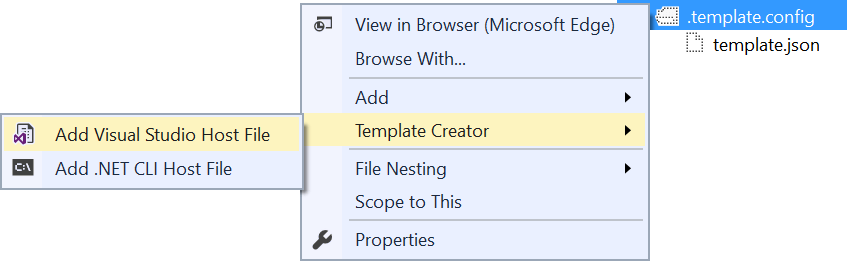 .template.config
template.json
View in Browser (Microsoft Edge)
Browse With...
Add
Template Creator
File Nesting
Scope to This
Properties
Add Visual Studio Host File
C:\ Add .NET CLI Host File